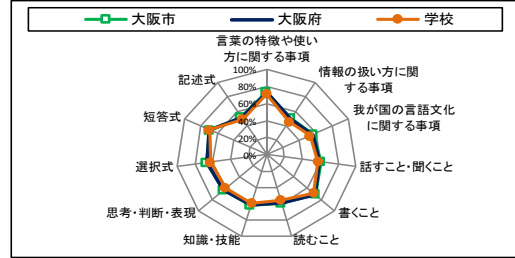 大阪市
大阪府
学校
言葉の特徴や使い
方に関する事項
情報の扱い方に関
する事項
我が国の言語文化
に関する事項
話すこと・聞くこと
書くこと
読むこと
知識・技能
思考・判断・表現
選択式
短答式
記述式
100%
80%
60%
40%
20%
0%